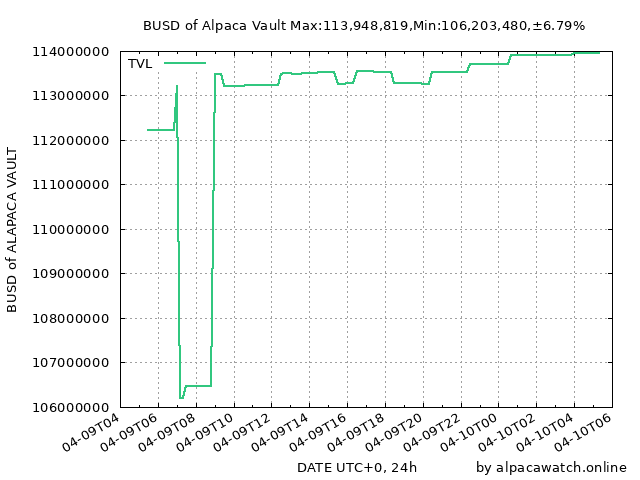 BUSD of Alpaca Vault Max:113,948,819,Min:106,203,480,±6.79%
114000000
TVL
113000000
112000000
111000000
110000000
109000000
108000000
107000000
106000000
BUSD of ALAPACA VAULT
04-09T04
04-09T06
04-09T08
04-09T10
04-09T12
04-09T14
04-09T16
04-09T18
04-09T20
04-09T22
04-10T00
04-10T02
04-10T04
04-10T06
DATE UTC+0, 24h
by alpacawatch.online